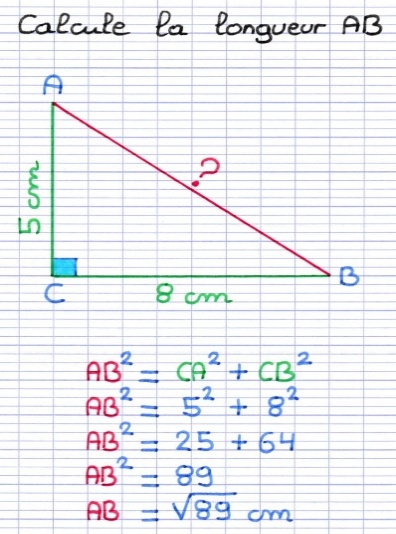 Calcule la longueur AB
A
?
5 cm
C
8 cm
B
AB² = CA² + CB²
AB² = 5² + 8²
AB² = 25 + 64
AB² = 89
AB = √89 cm